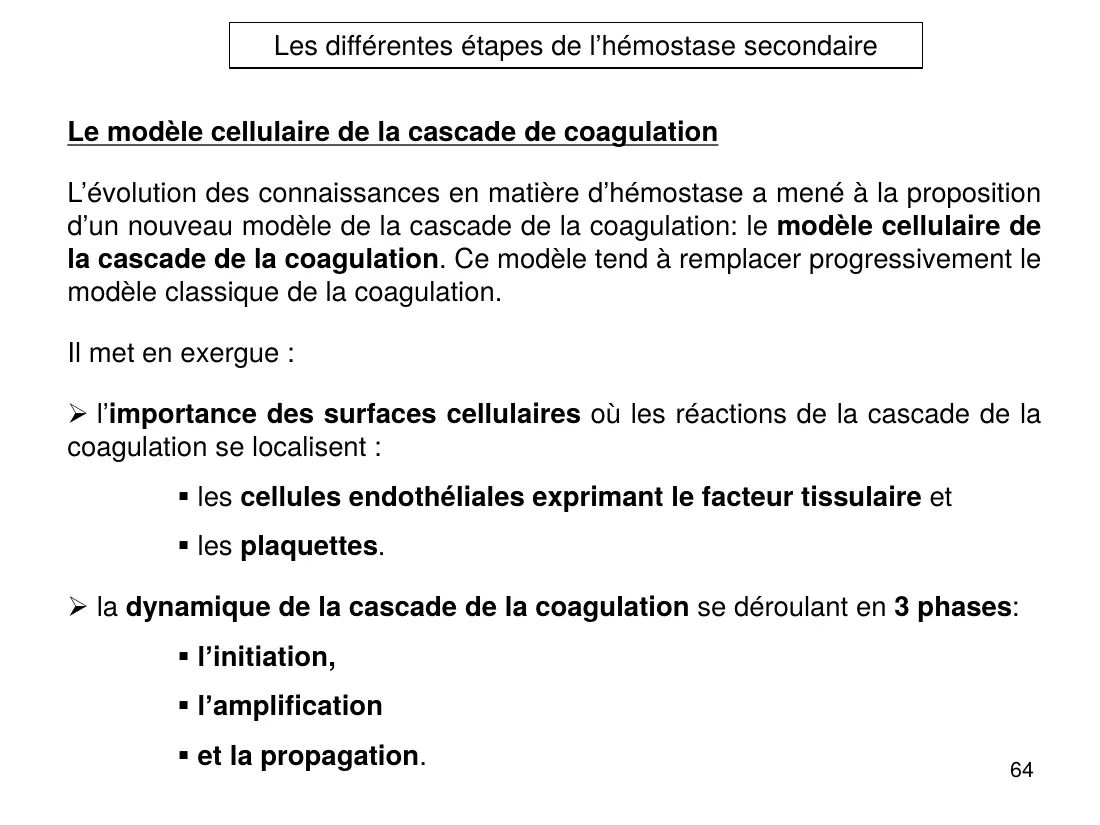 Les différentes étapes de l’hémostase secondaire
Le modèle cellulaire de la cascade de coagulation
L’évolution des connaissances en matière d’hémostase a mené à la proposition
d’un nouveau modèle de la cascade de la coagulation: le modèle cellulaire de
la cascade de la coagulation. Ce modèle tend à remplacer progressivement le
modèle classique de la coagulation.
Il met en exergue :
➢ l’importance des surfaces cellulaires où les réactions de la cascade de la
coagulation se localisent :
▪ les cellules endothéliales exprimant le facteur tissulaire et
▪ les plaquettes.
➢ la dynamique de la cascade de la coagulation se déroulant en 3 phases:
▪ l’initiation,
▪ l’amplification
▪ et la propagation.
64